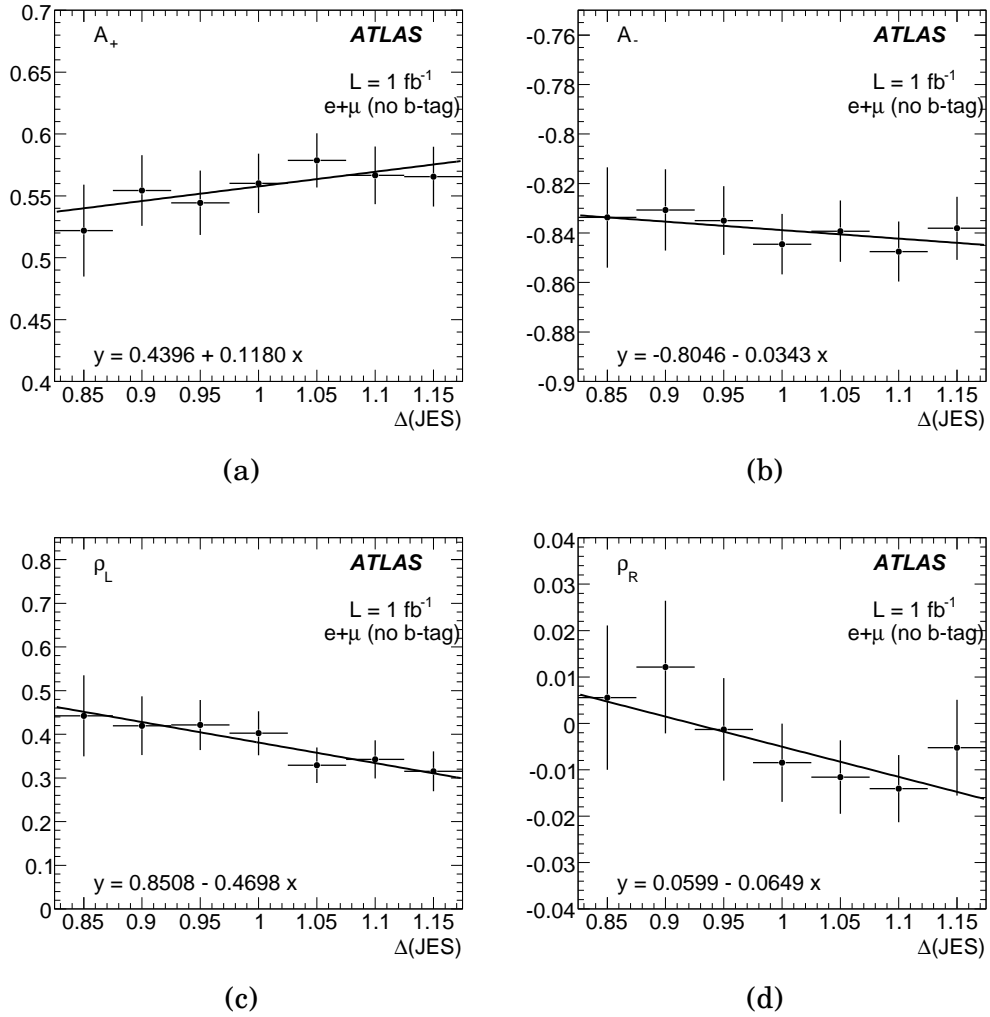 A+
ATLAS
L = 1 fb-1
e+μ (no b-tag)
y = 0.4396 + 0.1180 x
0.7
0.65
0.6
0.55
0.5
0.45
0.4
0.85 0.9 0.95 1 1.05 1.1 1.15
Δ(JES)
(a)
A-
ATLAS
L = 1 fb-1
e+μ (no b-tag)
y = -0.8046 - 0.0343 x
-0.76
-0.78
-0.8
-0.82
-0.84
-0.86
-0.88
-0.9
0.85 0.9 0.95 1 1.05 1.1 1.15
Δ(JES)
(b)
ρL
ATLAS
L = 1 fb-1
e+μ (no b-tag)
y = 0.8508 - 0.4698 x
0.8
0.7
0.6
0.5
0.4
0.3
0.2
0.1
0
0.85 0.9 0.95 1 1.05 1.1 1.15
Δ(JES)
(c)
ρR
ATLAS
L = 1 fb-1
e+μ (no b-tag)
y = 0.0599 - 0.0649 x
0.04
0.03
0.02
0.01
0
-0.01
-0.02
-0.03
-0.04
0.85 0.9 0.95 1 1.05 1.1 1.15
Δ(JES)
(d)